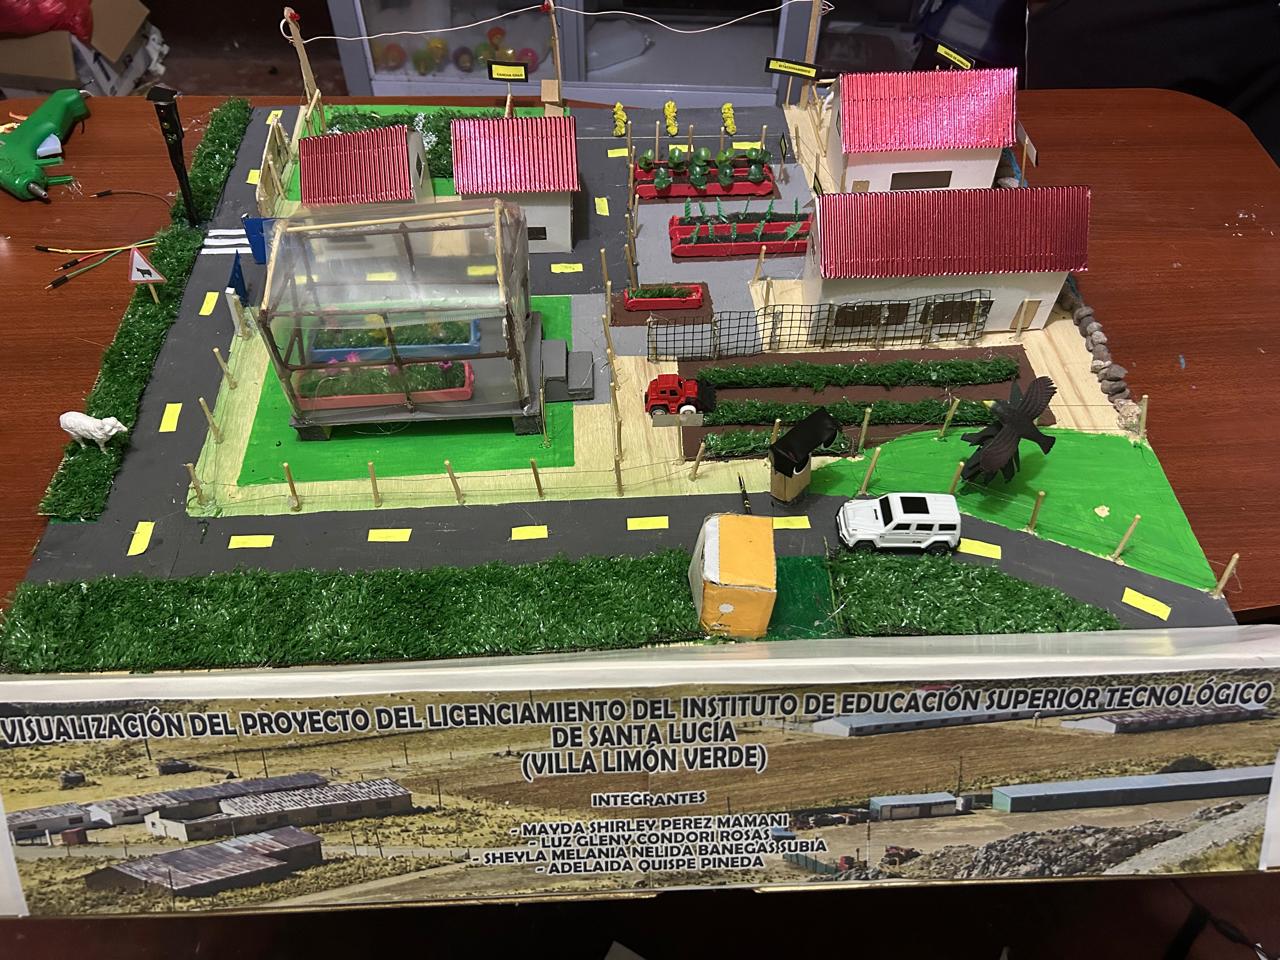 ESTACIONAMIENTO
VISUALIZACIÓN DEL PROYECTO DEL LICENCIAMIENTO DEL INSTITUTO DE EDUCACIÓN SUPERIOR TECNOLÓGICO
DE SANTA LUCÍA
(VILLA LIMÓN VERDE)
INTEGRANTES
- MAYDA SHIRLEY PEREZ MAMANI
- LUZ GLENY CONDORI ROSAS
- SHEYLA MELANIA NELIDA BANEGAS SUBIA
- ADELAIDA QUISPE PINEDA